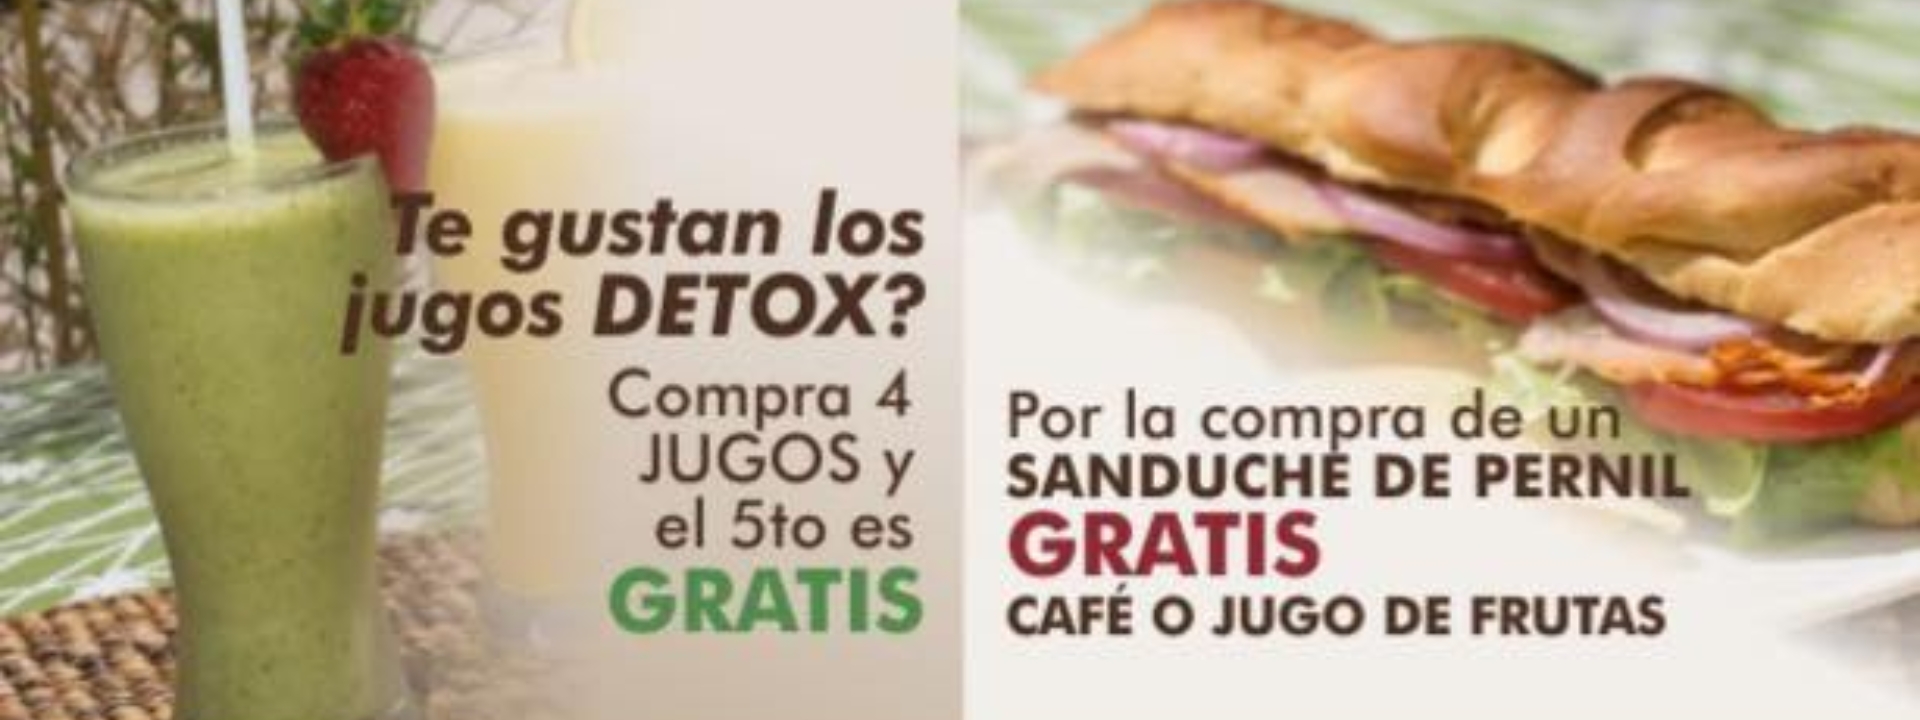 Te gustan los
jugos DETOX?
Compra 4
JUGOS y
el 5to es
GRATIS
Por la compra de un
SANDUCHE DE PERNIL
GRATIS
CAFÉ O JUGO DE FRUTAS